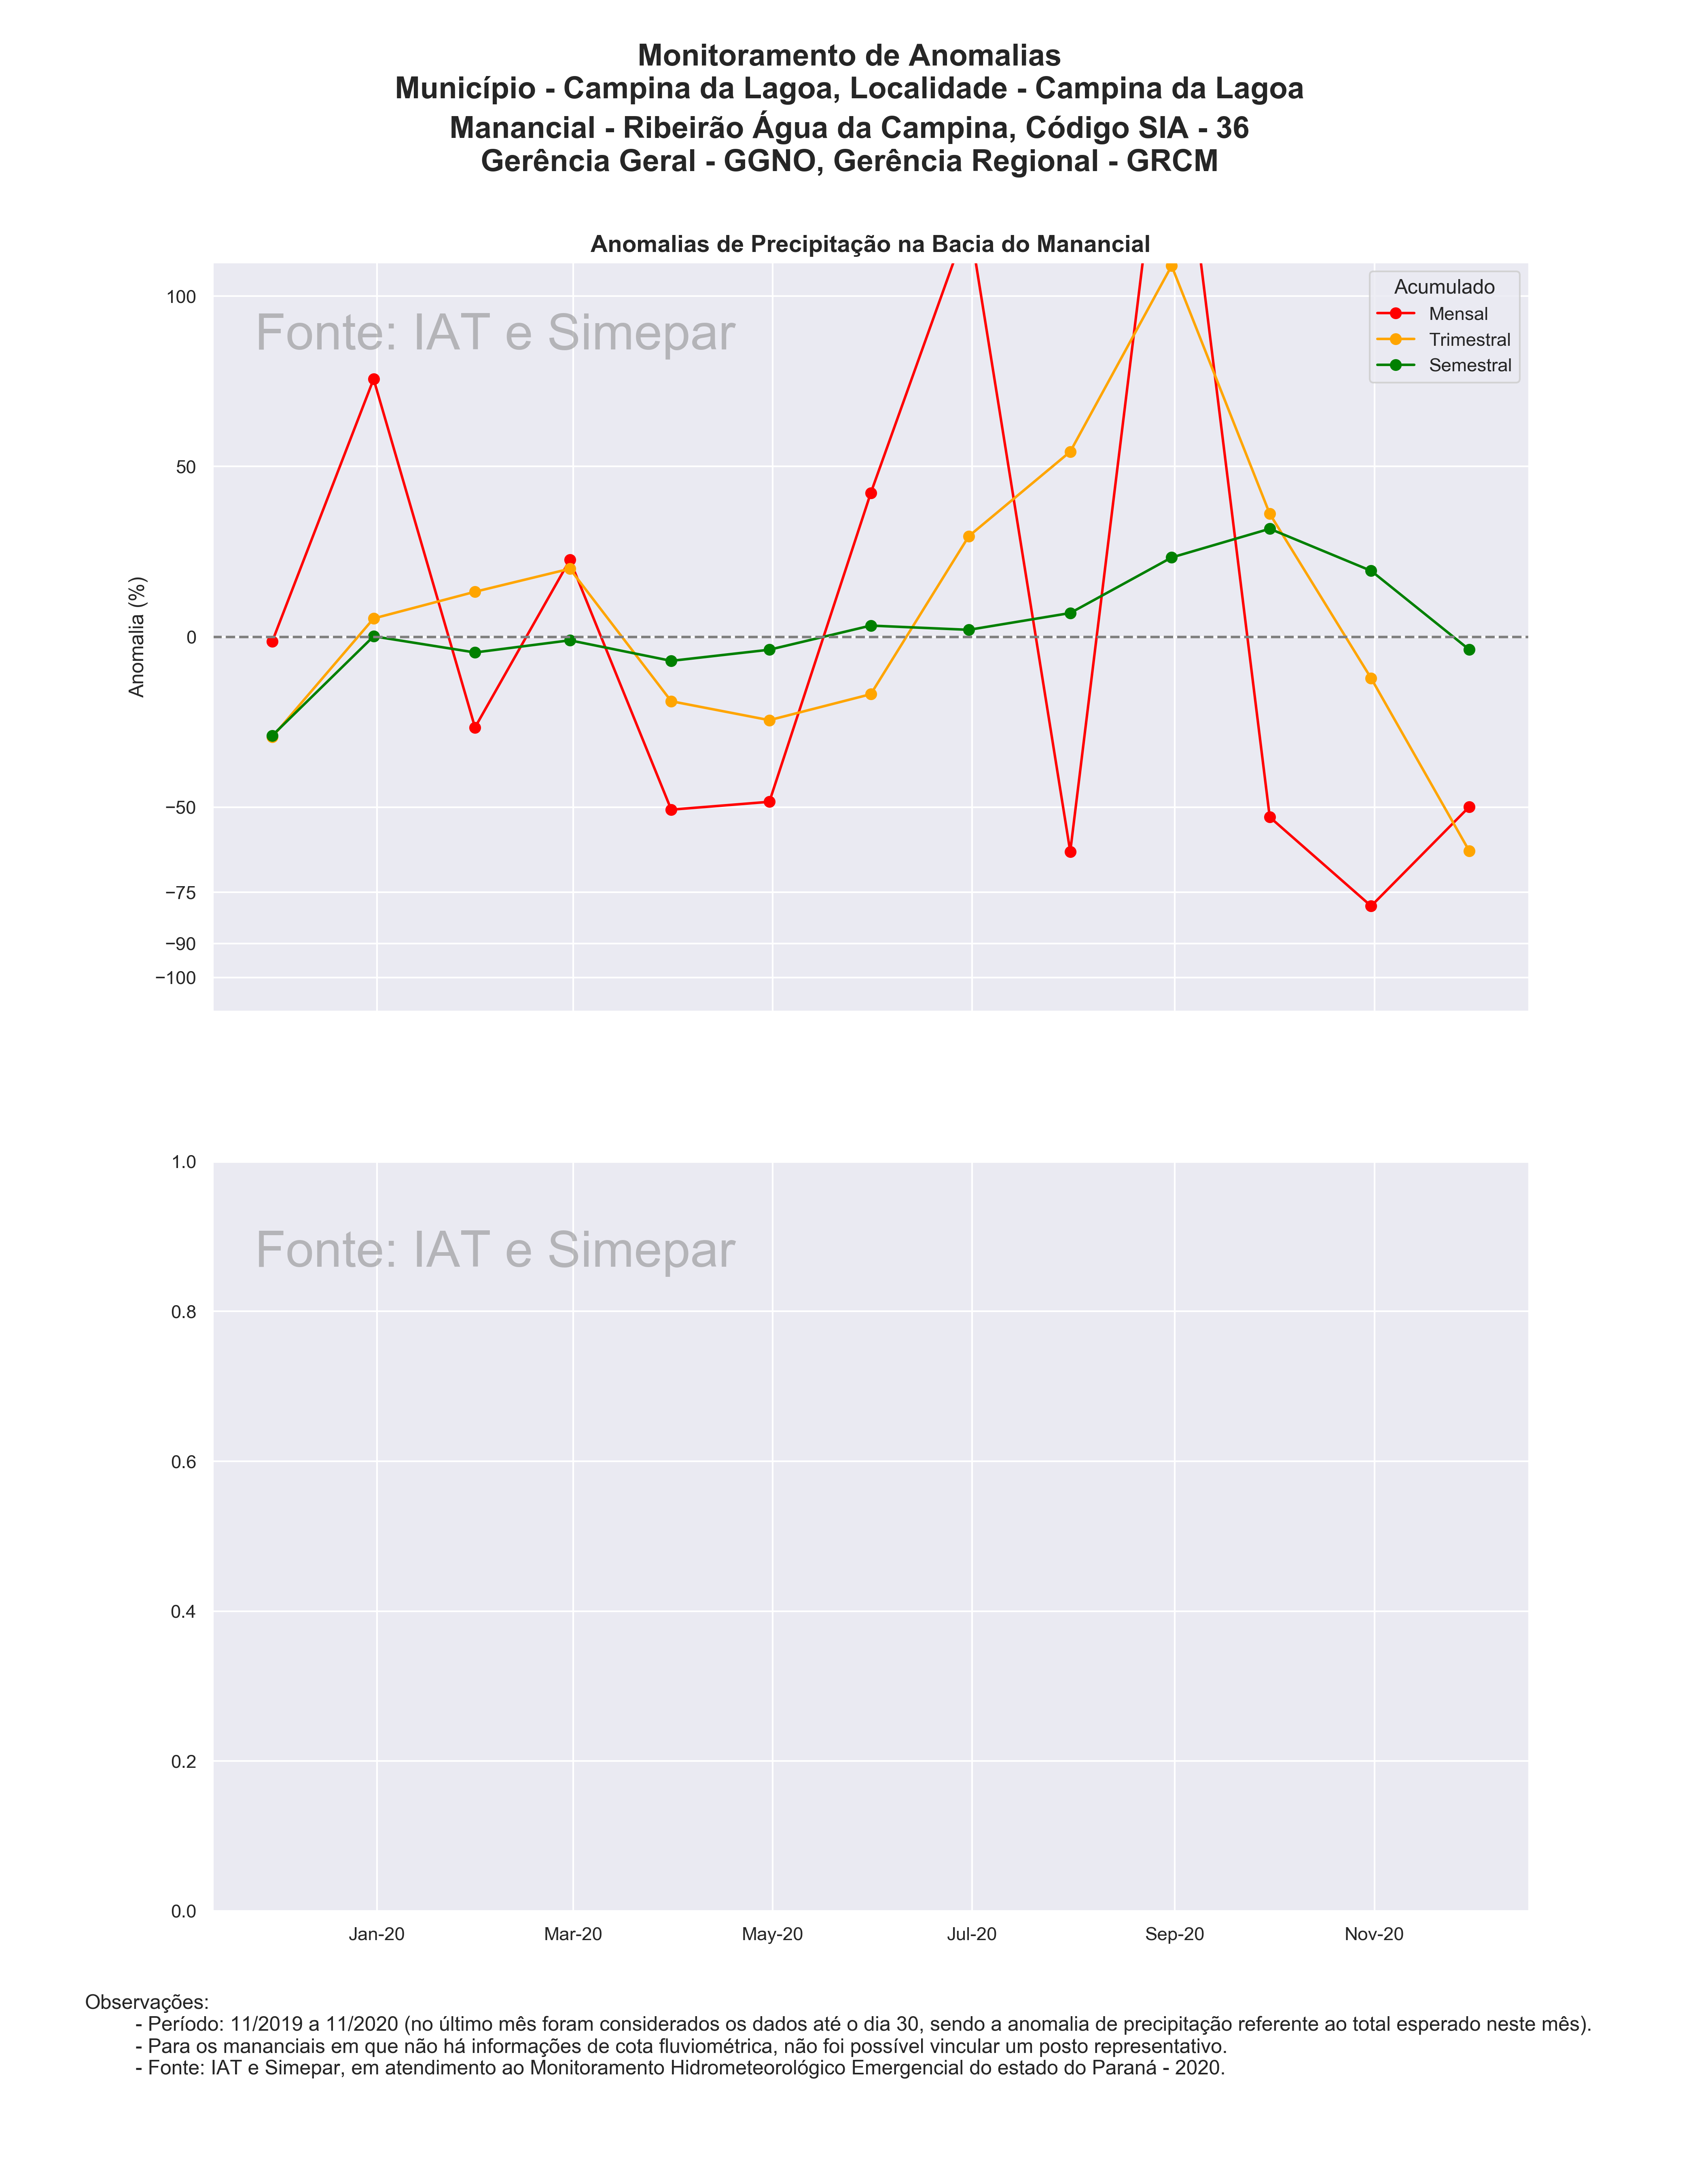 Monitoramento de Anomalias
Município - Campina da Lagoa, Localidade - Campina da Lagoa
Manancial - Ribeirão Água da Campina, Código SIA - 36
Gerência Geral - GGNO, Gerência Regional - GRCM
Anomalias de Precipitação na Bacia do Manancial
Fonte: IAT e Simepar
Acumulado
Mensal
Trimestral
Semestral
Anomalia (%)
100
50
0
−50
−75
−90
−100
Fonte: IAT e Simepar
1.0
0.8
0.6
0.4
0.2
0.0
Jan-20 Mar-20 May-20 Jul-20 Sep-20 Nov-20
Observações:
- Período: 11/2019 a 11/2020 (no último mês foram considerados os dados até o dia 30, sendo a anomalia de precipitação referente ao total esperado neste mês).
- Para os mananciais em que não há informações de cota fluviométrica, não foi possível vincular um posto representativo.
- Fonte: IAT e Simepar, em atendimento ao Monitoramento Hidrometeorológico Emergencial do estado do Paraná - 2020.